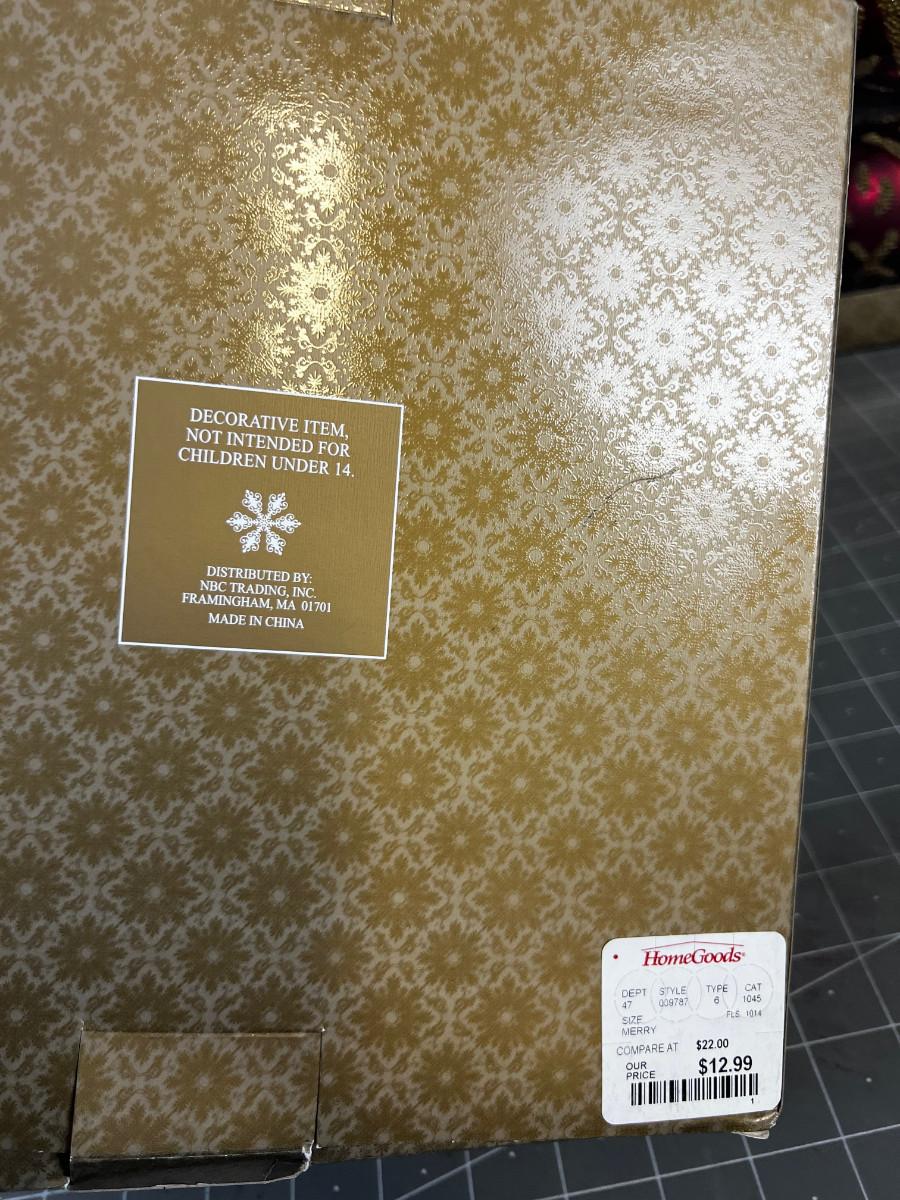 DECORATIVE ITEM,
NOT INTENDED FOR
CHILDREN UNDER 14.
DISTRIBUTED BY:
NBC TRADING, INC.
FRAMINGHAM, MA 01701
MADE IN CHINA
HomeGoods®
DEPT STYLE TYPE CAT
47 009787 6 1045
FLS 1014
SIZE
MERRY
COMPARE AT $22.00
OUR
PRICE $12.99
1